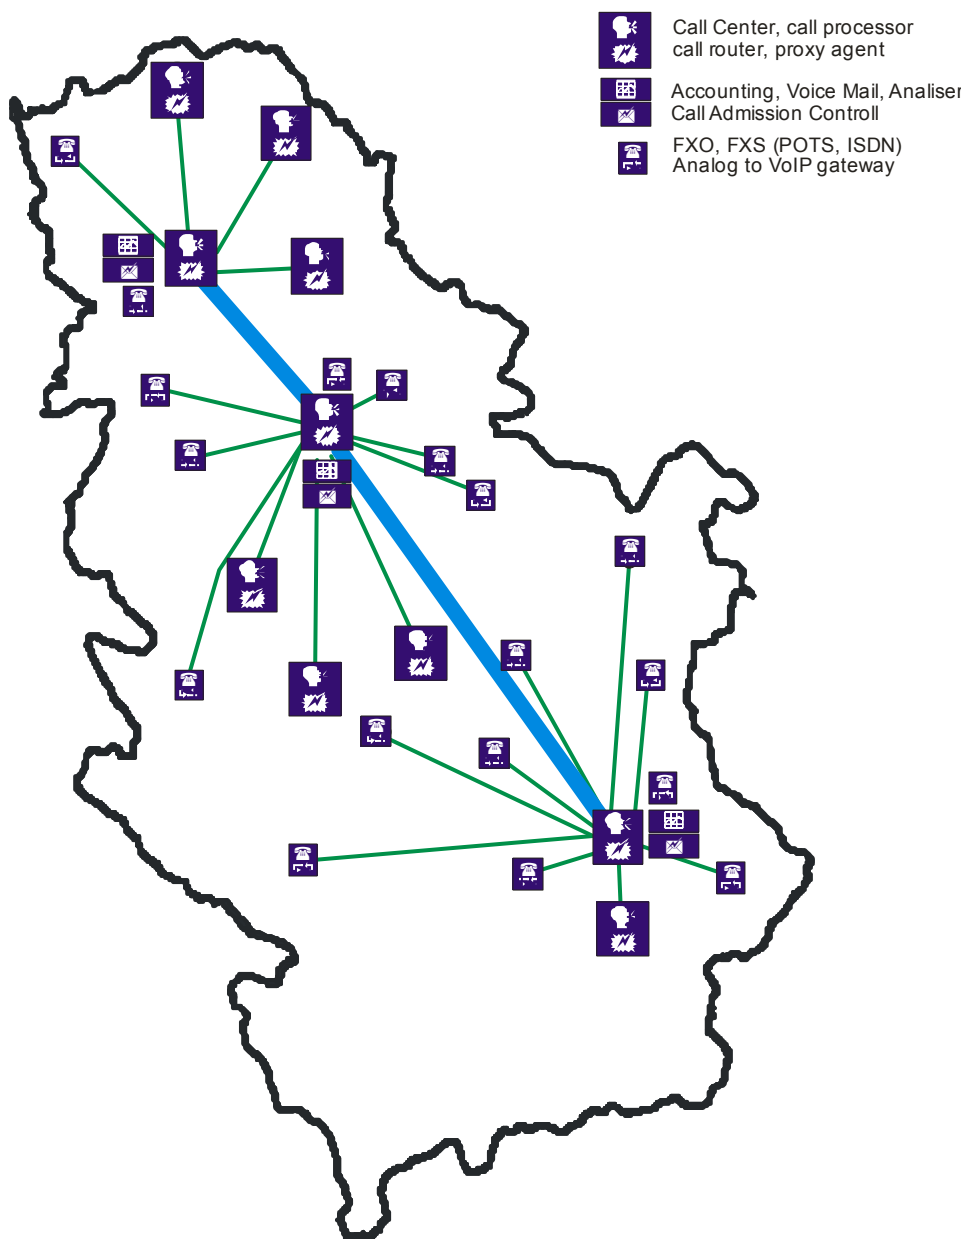 Call Center, call processor
call router, proxy agent
Accounting, Voice Mail, Analiser
Call Admission Controll
FXO, FXS (POTS, ISDN)
Analog to VoIP gateway